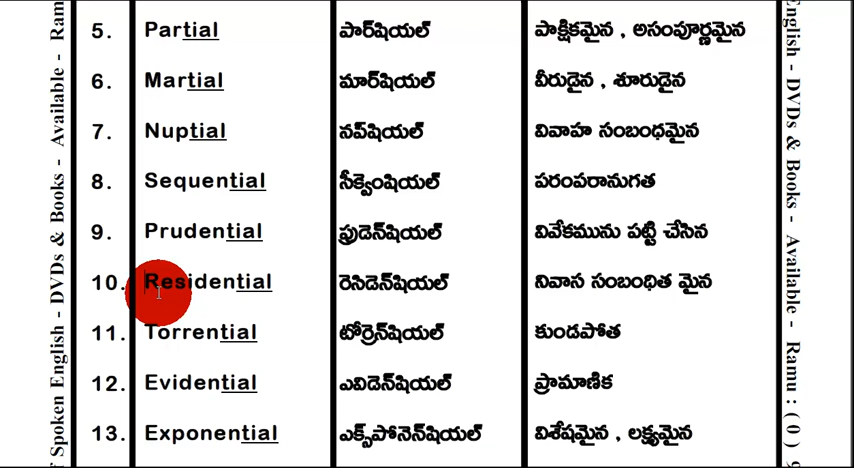 5. Partial పార్‌షియల్ పాక్షికమైన , అసంపూర్ణమైన
6. Martial మార్‌షియల్ వీరుడైన , శూరుడైన
7. Nuptial నప్‌షియల్ వివాహ సంబంధమైన
8. Sequential సీక్వెంషియల్ పరంపరానుగత
9. Prudential ఫ్రుడెన్‌షియల్ వివేకమును పట్టి చేసిన
10. Residential రెసిడెన్‌షియల్ నివాస సంబంధిత మైన
11. Torrential టోర్రెన్‌షియల్ కుండపోత
12. Evidential ఎవిడెన్‌షియల్ ప్రామాణిక
13. Exponential ఎక్స్‌పోనెన్‌షియల్ విశేషమైన , లక్ష్యమైన
Spoken English - DVDs & Books - Available - Ram
English - DVDs & Books - Available - Ramu : ( 0 )